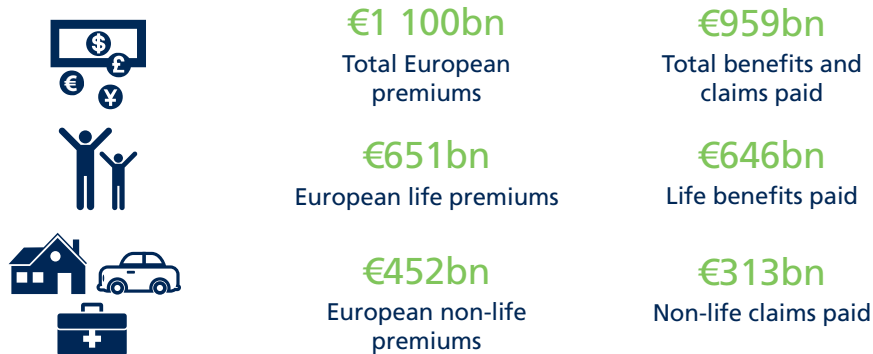 €1 100bn
Total European
premiums
€959bn
Total benefits and
claims paid
€651bn
European life premiums
€646bn
Life benefits paid
€452bn
European non-life
premiums
€313bn
Non-life claims paid
$
£
€
¥